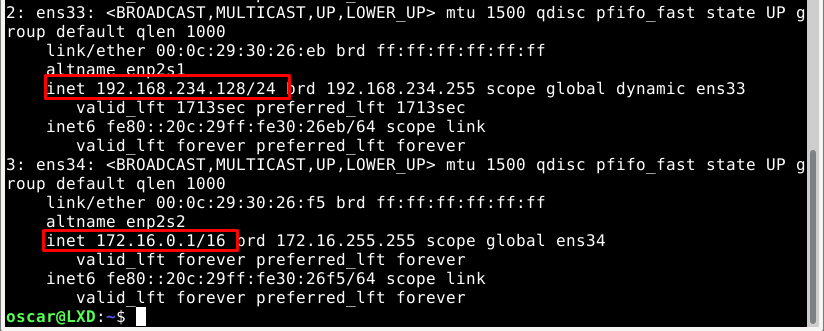 2: ens33: <BROADCAST,MULTICAST,UP,LOWER_UP> mtu 1500 qdisc pfifo_fast state UP g
roup default qlen 1000
link/ether 00:0c:29:30:26:eb brd ff:ff:ff:ff:ff:ff
altname enp2s1
inet 192.168.234.128/24 brd 192.168.234.255 scope global dynamic ens33
valid_lft 1713sec preferred_lft 1713sec
inet6 fe80::20c:29ff:fe30:26eb/64 scope link
valid_lft forever preferred_lft forever
3: ens34: <BROADCAST,MULTICAST,UP,LOWER_UP> mtu 1500 qdisc pfifo_fast state UP g
roup default qlen 1000
link/ether 00:0c:29:30:26:f5 brd ff:ff:ff:ff:ff:ff
altname enp2s2
inet 172.16.0.1/16 brd 172.16.255.255 scope global ens34
valid_lft forever preferred_lft forever
inet6 fe80::20c:29ff:fe30:26f5/64 scope link
valid_lft forever preferred_lft forever
oscar@LXD:~$